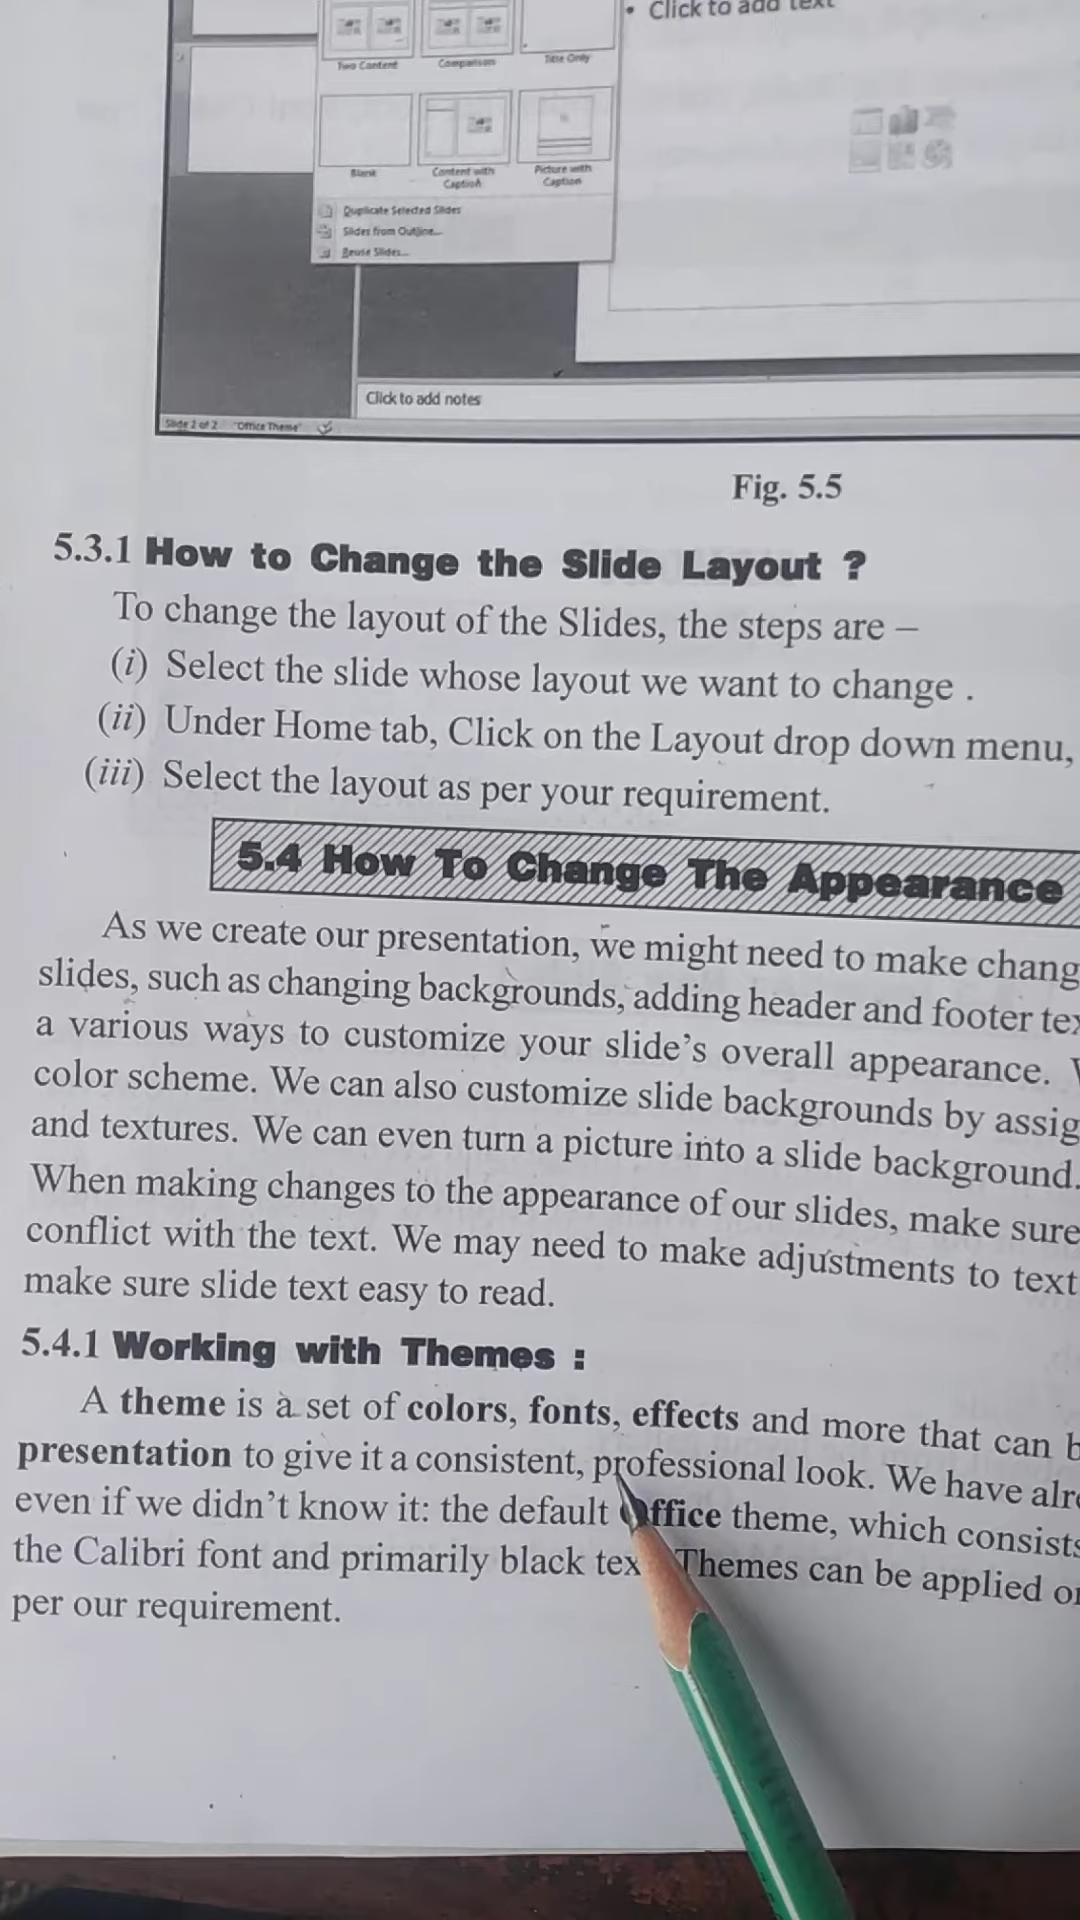 • Click to add text
Two Content
Comparison
Title Only
Blank
Content with
Caption
Picture with
Caption
Duplicate Selected Slides
Slides from Outline...
Reuse Slides...
Click to add notes
Slide 2 of 2 "Office Theme"
Fig. 5.5
5.3.1 How to Change the Slide Layout ?
To change the layout of the Slides, the steps are –
(i) Select the slide whose layout we want to change .
(ii) Under Home tab, Click on the Layout drop down menu,
(iii) Select the layout as per your requirement.
5.4 How To Change The Appearance
As we create our presentation, we might need to make chang
slides, such as changing backgrounds, adding header and footer te
a various ways to customize your slide's overall appearance.
color scheme. We can also customize slide backgrounds by assig
and textures. We can even turn a picture into a slide background.
When making changes to the appearance of our slides, make sure
conflict with the text. We may need to make adjustments to text
make sure slide text easy to read.
5.4.1 Working with Themes :
A theme is a set of colors, fonts, effects and more that can b
presentation to give it a consistent, professional look. We have alr
even if we didn't know it: the default Office theme, which consists
the Calibri font and primarily black tex Themes can be applied or
per our requirement.